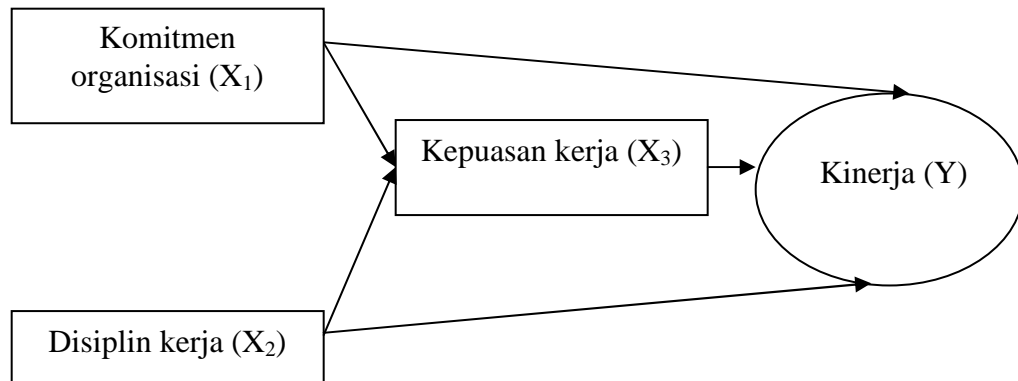 Komitmen
organisasi (X₁)
Kepuasan kerja (X₃)
Kinerja (Y)
Disiplin kerja (X₂)